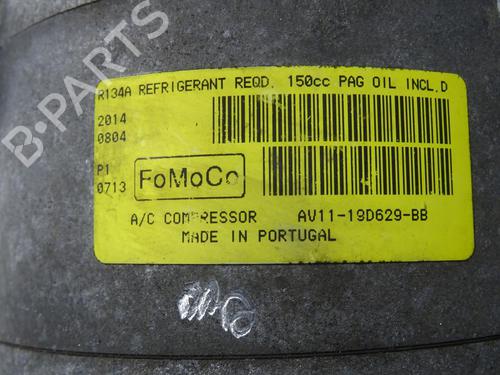 B-PARTS
R134A REFRIGERANT REQD. 150cc PAG OIL INCL.D
2014
0804
P1
0713
FoMoCo
A/C COMPRESSOR AV11-19D629-BB
MADE IN PORTUGAL